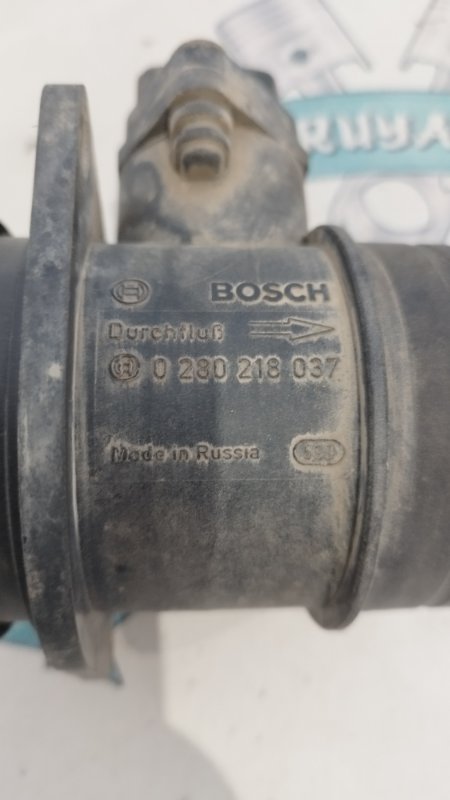 BOSCH
Durchfluß
0 280 218 037
Made in Russia